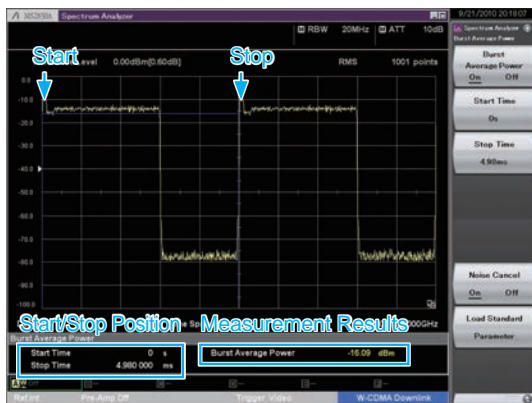 MS2830A Spectrum Analyzer
9/21/2010 20:18:07
RBW 20MHz ATT 10dB
Spectrum Analyzer
Burst Average Power
Start
Stop
Level 0.00dBm[0.60dB] RMS 1001 points
Burst
Average Power
On Off
Start Time
0s
Stop Time
4.98ms
0.0
-10.0
-20.0
-30.0
-40.0
-50.0
-60.0
-70.0
-80.0
-90.0
-100.0
Noise Cancel
On Off
Load Standard
Parameter
Start/Stop Position Measurement Results
Burst Average Power
Start Time 0 s
Stop Time 4.980 000 ms
Burst Average Power -16.09 dBm
Ref.Int Pre-Amp Off Trigger Video W-CDMA Downlink